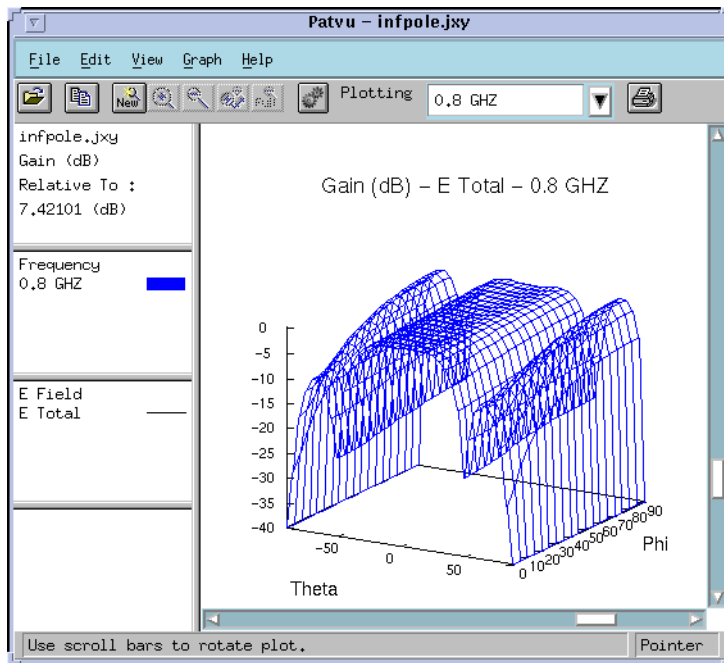 Patvu – infpole.jxy
File Edit View Graph Help
New Full Plotting 0.8 GHZ
infpole.jxy
Gain (dB)
Relative To :
7.42101 (dB)
Frequency
0.8 GHZ
E Field
E Total
Gain (dB) – E Total – 0.8 GHZ
0
−5
−10
−15
−20
−25
−30
−35
−40
−50
0
50
Theta
0 10 20 30 40 50 60 70 80 90
Phi
Use scroll bars to rotate plot.
Pointer